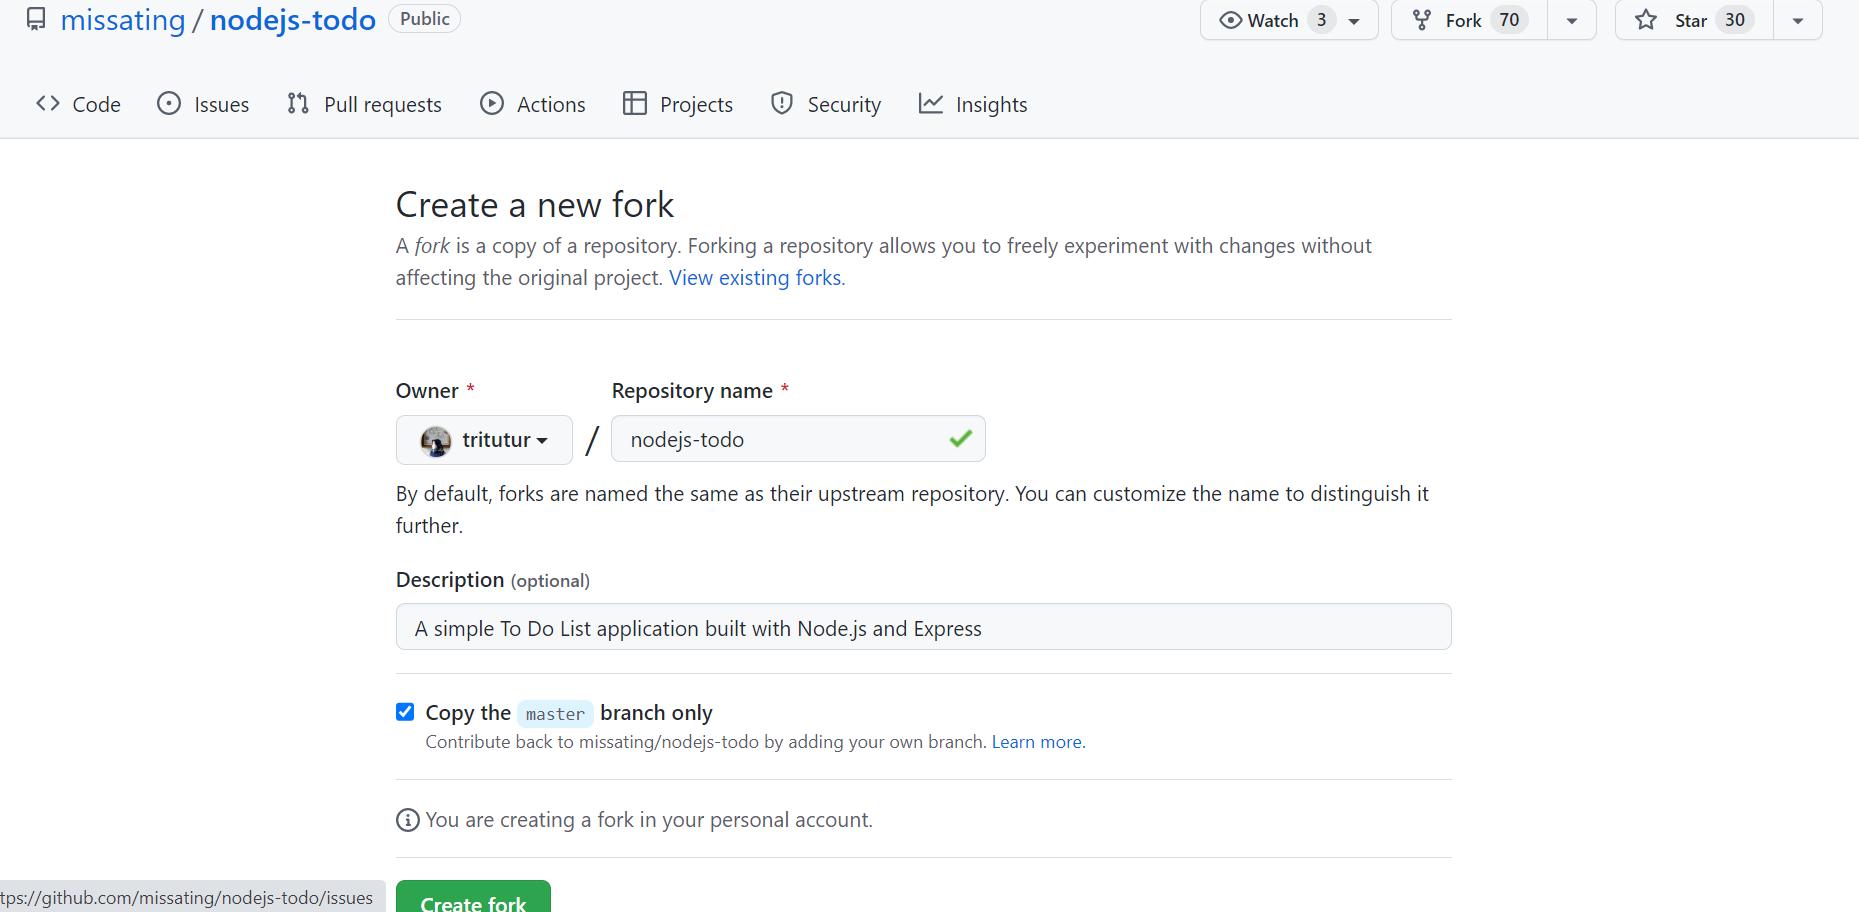 missating / nodejs-todo Public Watch 3 Fork 70 Star 30
Code Issues Pull requests Actions Projects Security Insights
Create a new fork
A fork is a copy of a repository. Forking a repository allows you to freely experiment with changes without
affecting the original project. View existing forks.
Owner * Repository name *
tritutur / nodejs-todo
By default, forks are named the same as their upstream repository. You can customize the name to distinguish it
further.
Description (optional)
A simple To Do List application built with Node.js and Express
Copy the master branch only
Contribute back to missating/nodejs-todo by adding your own branch. Learn more.
You are creating a fork in your personal account.
tps://github.com/missating/nodejs-todo/issues
Create fork